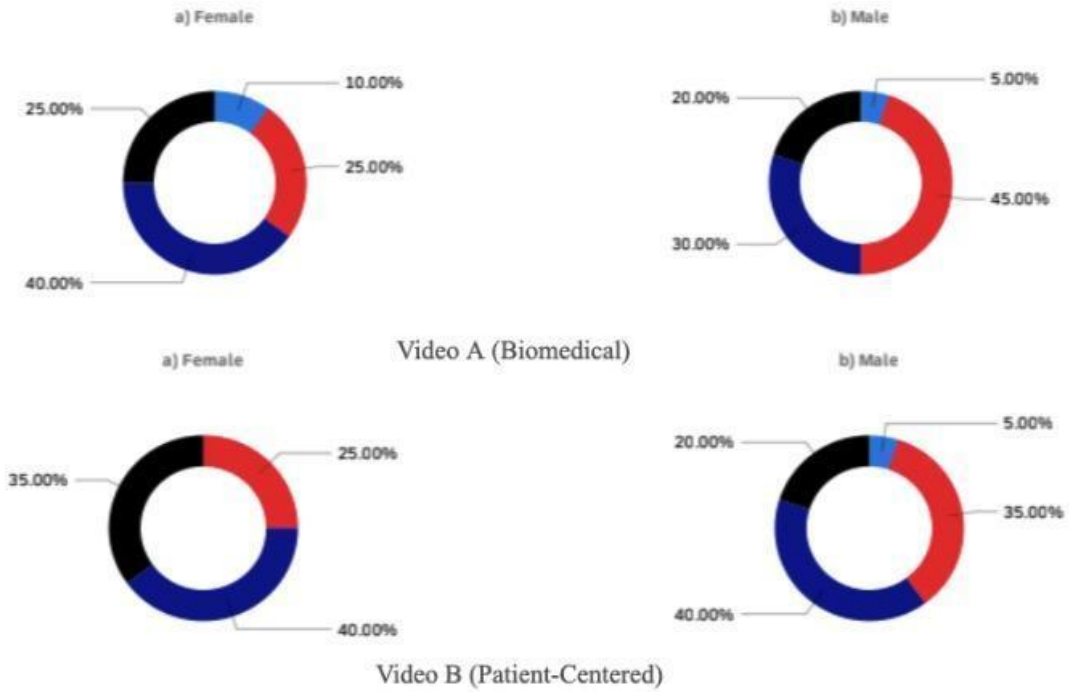 a) Female
b) Male
10.00%
25.00%
25.00%
40.00%
5.00%
20.00%
45.00%
30.00%
Video A (Biomedical)
a) Female
b) Male
25.00%
35.00%
40.00%
5.00%
20.00%
35.00%
40.00%
Video B (Patient-Centered)